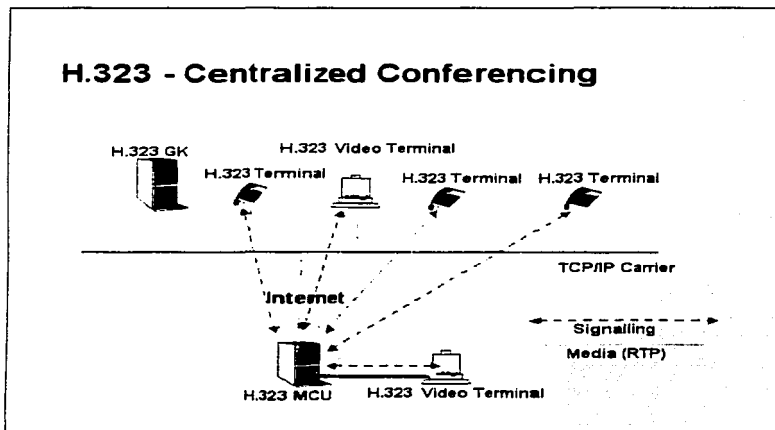 H.323 - Centralized Conferencing
H.323 GK
H.323 Terminal
H.323 Video Terminal
H.323 Terminal
H.323 Terminal
TCP/IP Carrier
Internet
Signalling
Media (RTP)
H.323 MCU
H.323 Video Terminal